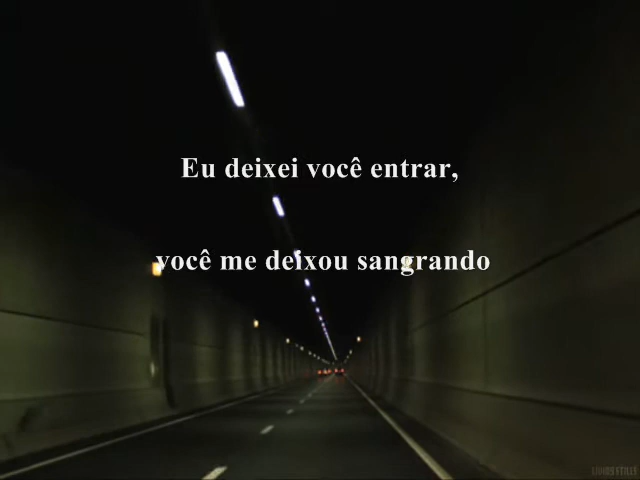 Eu deixei você entrar,
você me deixou sangrando